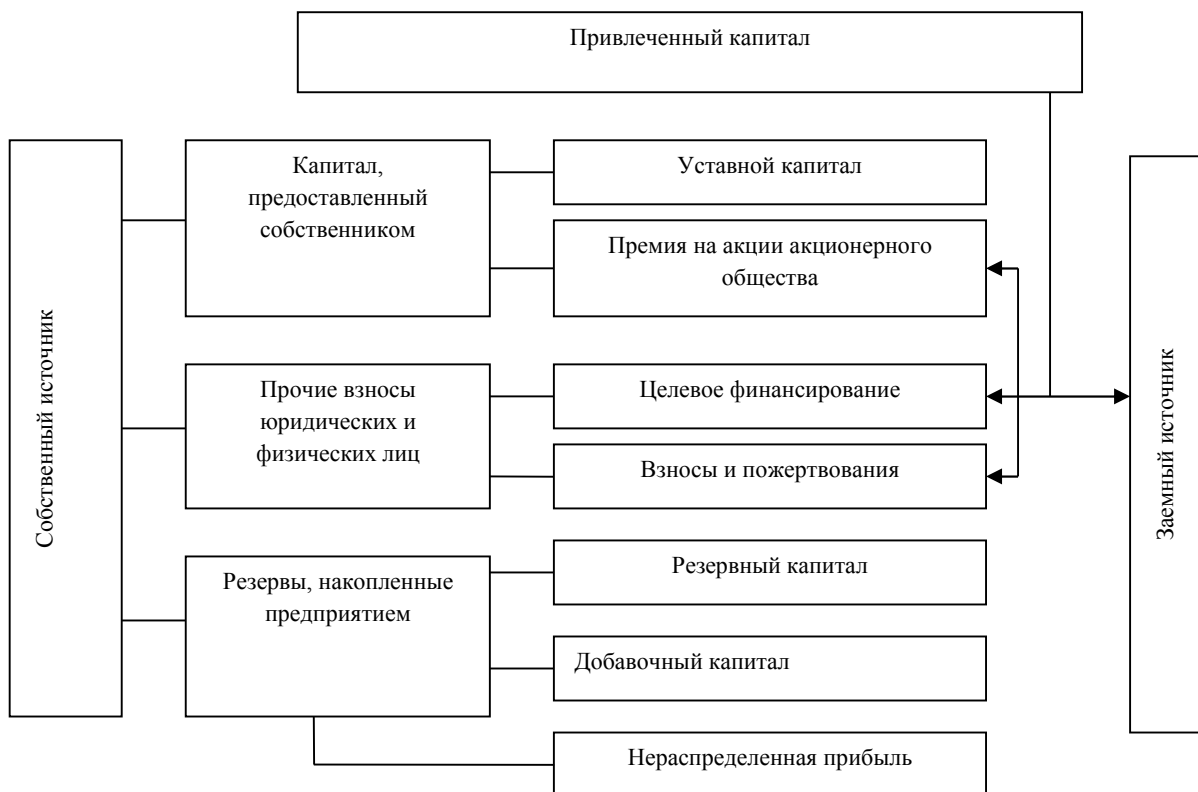 Привлеченный капитал
Собственный источник
Капитал,
предоставленный
собственником
Уставной капитал
Премия на акции акционерного
общества
Прочие взносы
юридических и
физических лиц
Целевое финансирование
Взносы и пожертвования
Резервы, накопленные
предприятием
Резервный капитал
Добавочный капитал
Нераспределенная прибыль
Заемный источник